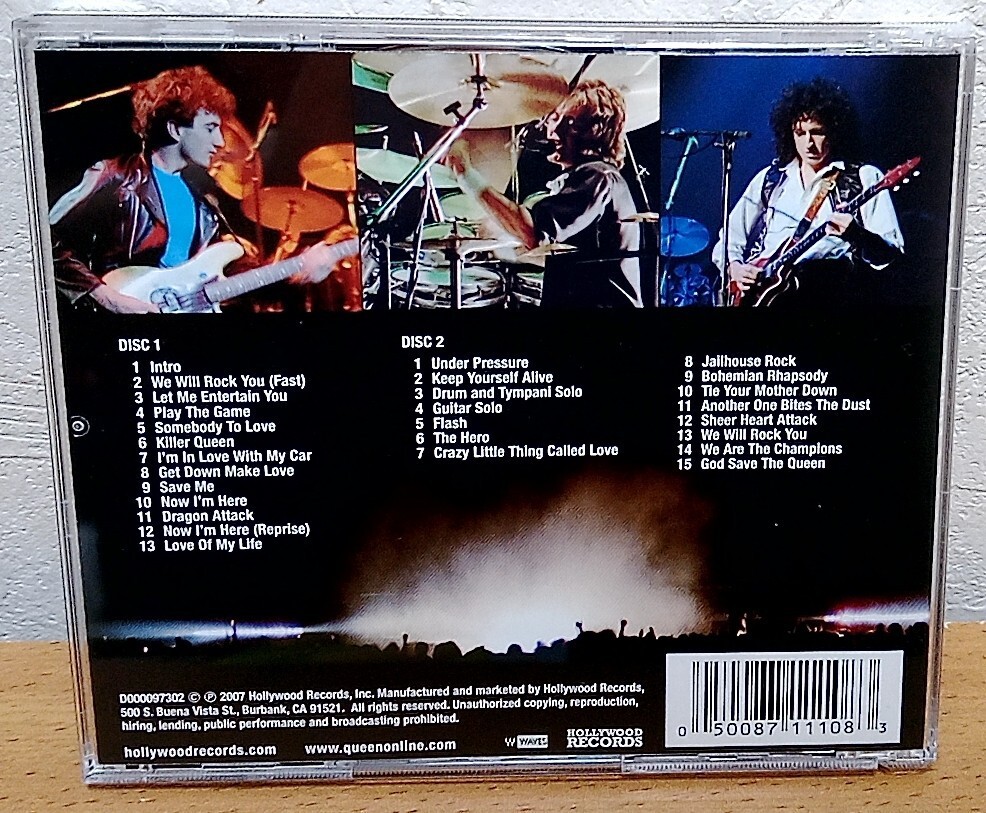 DISC 1
1 Intro
2 We Will Rock You (Fast)
3 Let Me Entertain You
4 Play The Game
5 Somebody To Love
6 Killer Queen
7 I'm In Love With My Car
8 Get Down Make Love
9 Save Me
10 Now I'm Here
11 Dragon Attack
12 Now I'm Here (Reprise)
13 Love Of My Life
DISC 2
1 Under Pressure
2 Keep Yourself Alive
3 Drum and Tympani Solo
4 Guitar Solo
5 Flash
6 The Hero
7 Crazy Little Thing Called Love
8 Jailhouse Rock
9 Bohemian Rhapsody
10 Tie Your Mother Down
11 Another One Bites The Dust
12 Sheer Heart Attack
13 We Will Rock You
14 We Are The Champions
15 God Save The Queen
D000097302 © ℗ 2007 Hollywood Records, Inc. Manufactured and marketed by Hollywood Records,
500 S. Buena Vista St., Burbank, CA 91521. All rights reserved. Unauthorized copying, reproduction,
hiring, lending, public performance and broadcasting prohibited.
hollywoodrecords.com www.queenonline.com
WAVES
HOLLYWOOD
RECORDS
0 50087 11108 3